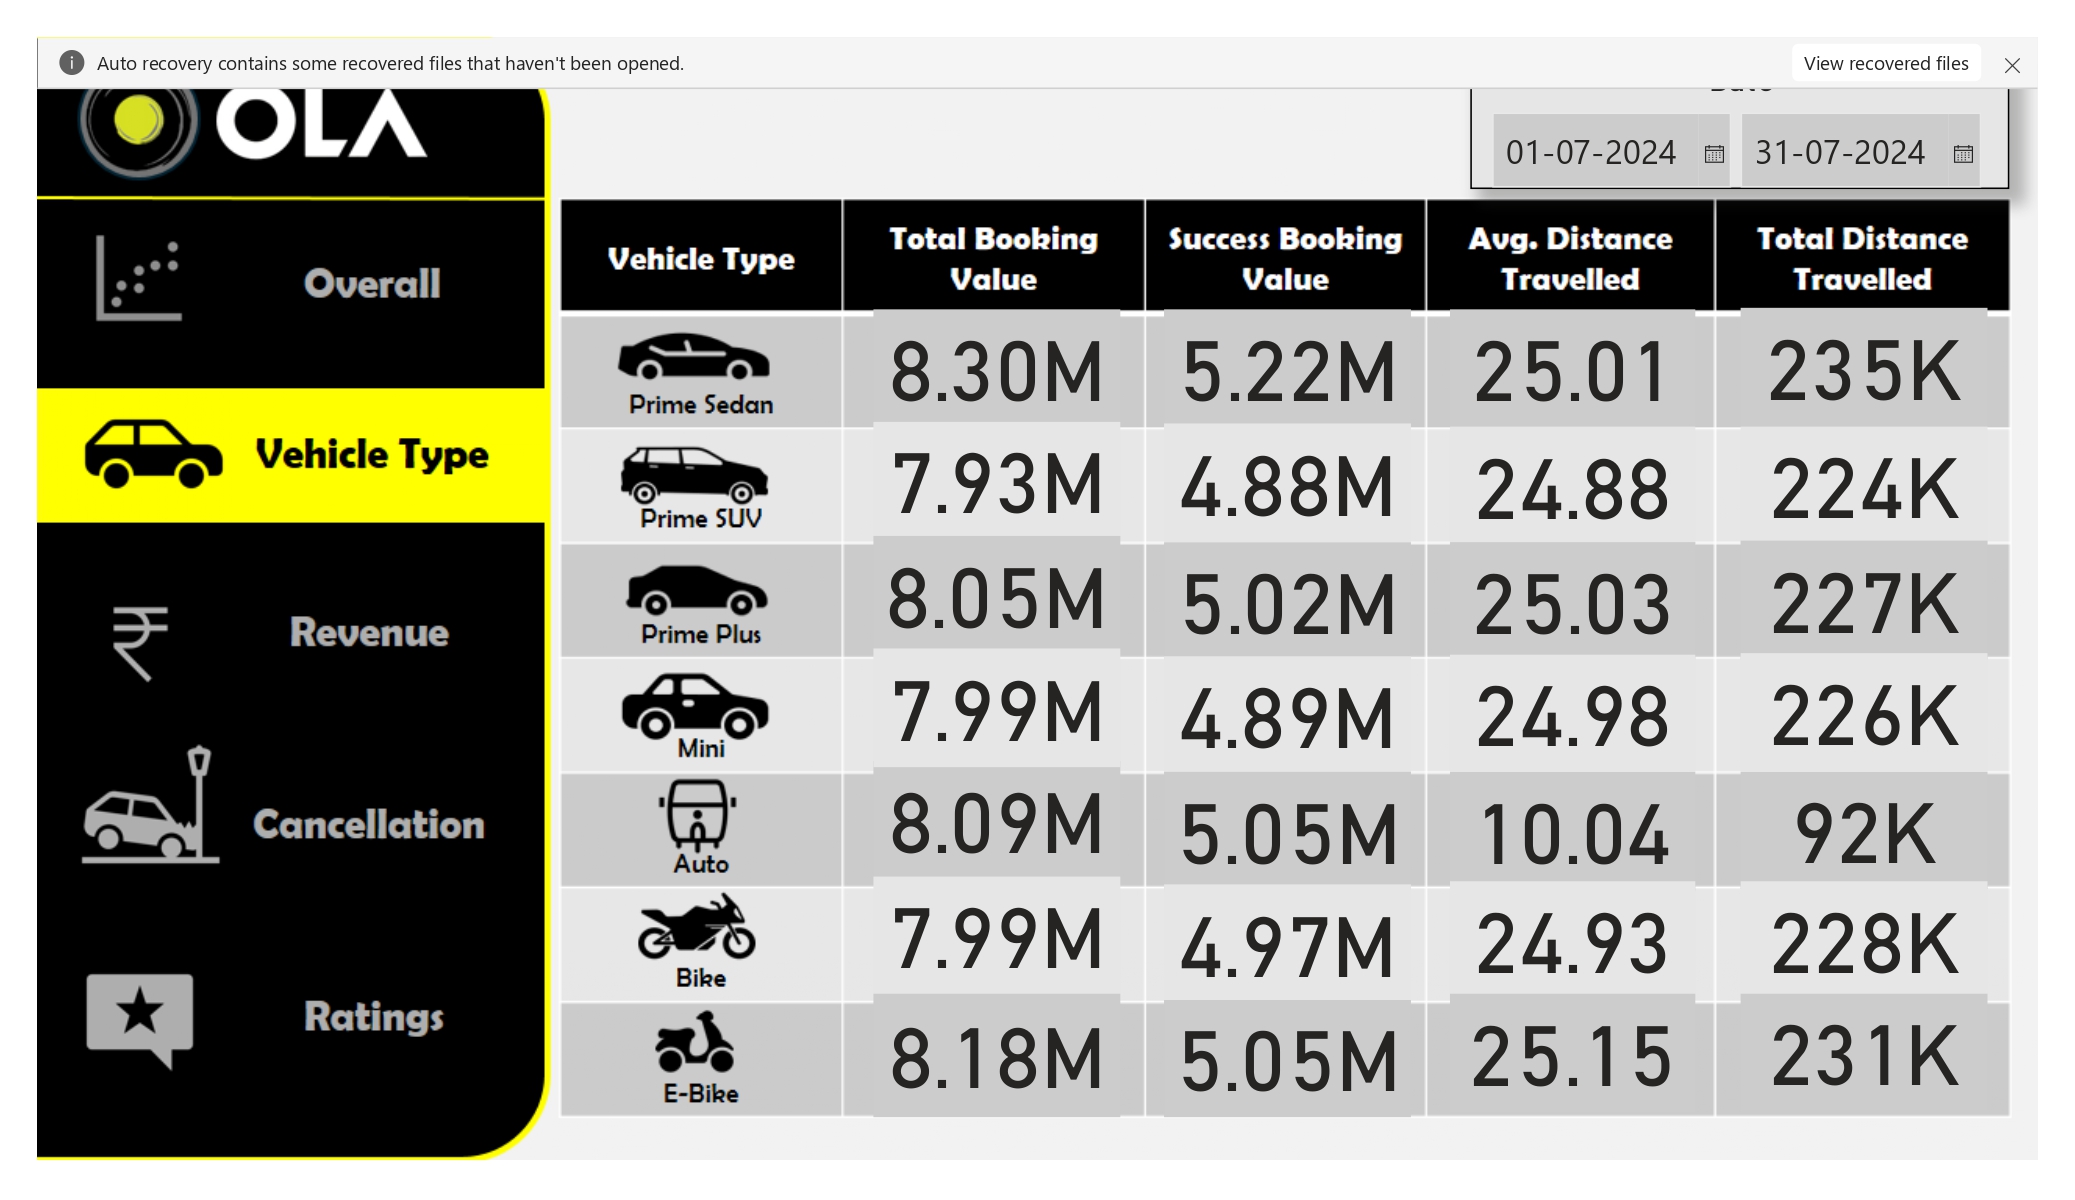 Auto recovery contains some recovered files that haven't been opened.
View recovered files
OLA
01-07-2024 31-07-2024
Overall
Vehicle Type
Revenue
Cancellation
Ratings
Vehicle Type Total Booking Value Success Booking Value Avg. Distance Travelled Total Distance Travelled
Prime Sedan 8.30M 5.22M 25.01 235K
Prime SUV 7.93M 4.88M 24.88 224K
Prime Plus 8.05M 5.02M 25.03 227K
Mini 7.99M 4.89M 24.98 226K
Auto 8.09M 5.05M 10.04 92K
Bike 7.99M 4.97M 24.93 228K
E-Bike 8.18M 5.05M 25.15 231K